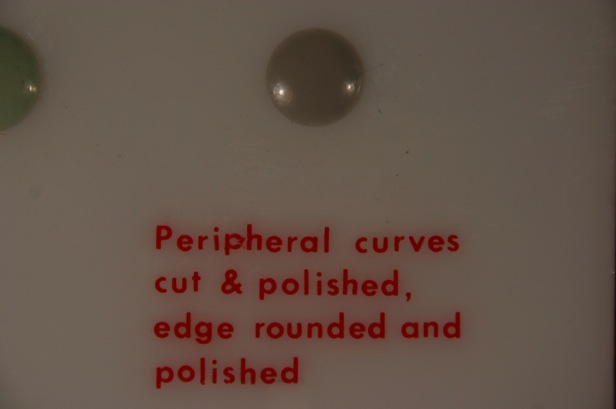 Peripheral curves
cut & polished,
edge rounded and
polished